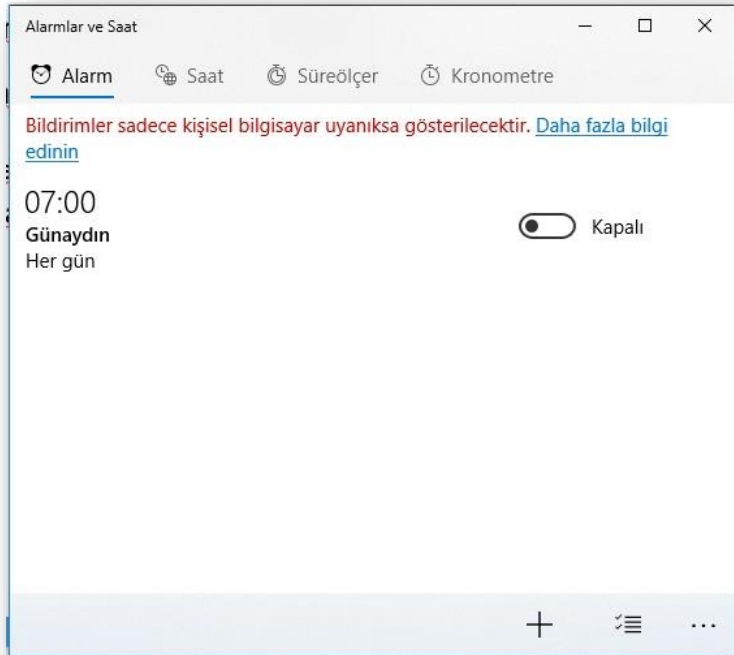 Alarmlar ve Saat
Alarm Saat Süreölçer Kronometre
Bildirimler sadece kişisel bilgisayar uyanıksa gösterilecektir. Daha fazla bilgi
edinin
07:00
Günaydın
Her gün
Kapalı